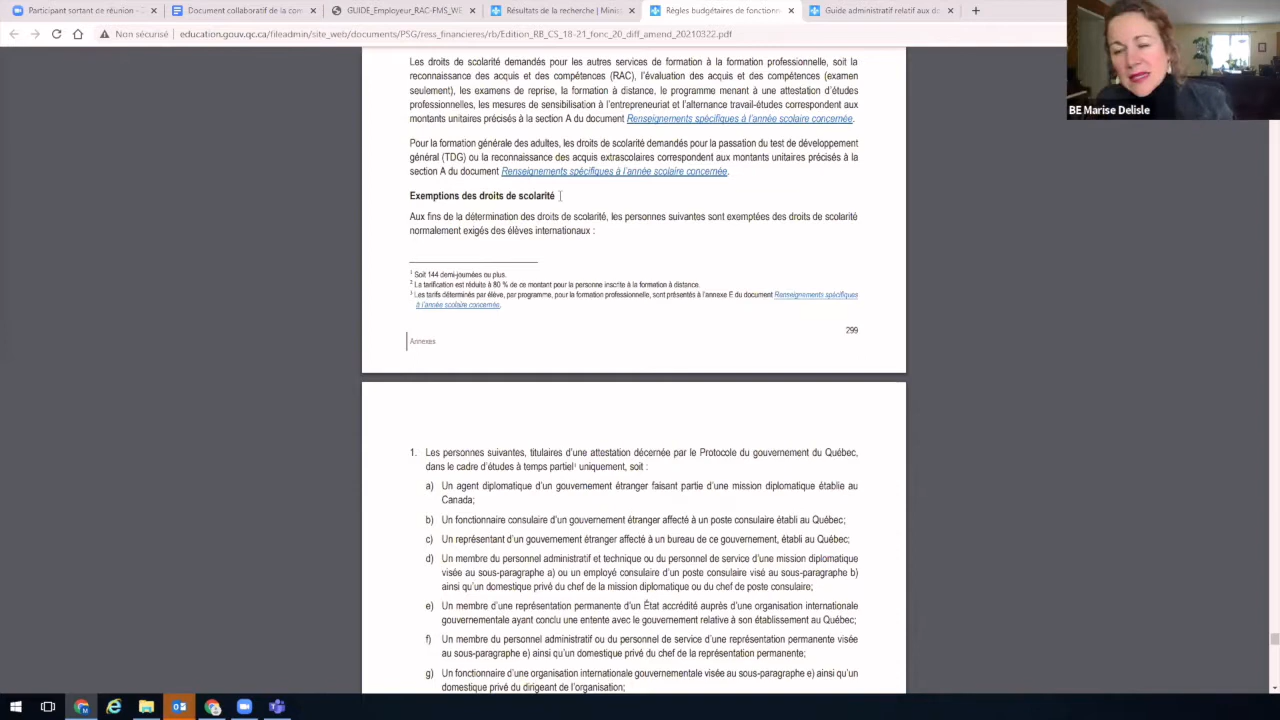 Participant sortant de réunion - Z
Document collaboratif de la com
GUIDE_Employeur_RAC-FMS_WE
Résultats de la recherche | Minis
Règles budgétaires de fonctionn
Guide administratif relatif aux do
Non sécurisé
education.gouv.qc.ca/fileadmin/site_web/documents/PSG/ress_financieres/rb/Edition_RB_CS_18-21_fonc_20_diff_amend_20210322.pdf
BE Marise Delisle
Les droits de scolarité demandés pour les autres services de formation à la formation professionnelle, soit la
reconnaissance des acquis et des compétences (RAC), l'évaluation des acquis et des compétences (examen
seulement), les examens de reprise, la formation à distance, le programme menant à une attestation d'études
professionnelles, les mesures de sensibilisation à l'entrepreneuriat et l'alternance travail-études correspondent aux
montants unitaires précisés à la section A du document Renseignements spécifiques à l'année scolaire concernée.
Pour la formation générale des adultes, les droits de scolarité demandés pour la passation du test de développement
général (TDG) ou la reconnaissance des acquis extrascolaires correspondent aux montants unitaires précisés à la
section A du document Renseignements spécifiques à l'année scolaire concernée.
Exemptions des droits de scolarité
Aux fins de la détermination des droits de scolarité, les personnes suivantes sont exemptées des droits de scolarité
normalement exigés des élèves internationaux :
1 Soit 144 demi-journées ou plus.
2 La tarification est réduite à 80 % de ce montant pour la personne inscrite à la formation à distance.
3 Les tarifs déterminés par élève, par programme, pour la formation professionnelle, sont présentés à l'annexe E du document Renseignements spécifiques
à l'année scolaire concernée.
299
Annexes
1. Les personnes suivantes, titulaires d'une attestation décernée par le Protocole du gouvernement du Québec,
dans le cadre d'études à temps partiel1 uniquement, soit :
a) Un agent diplomatique d'un gouvernement étranger faisant partie d'une mission diplomatique établie au
Canada;
b) Un fonctionnaire consulaire d'un gouvernement étranger affecté à un poste consulaire établi au Québec;
c) Un représentant d'un gouvernement étranger affecté à un bureau de ce gouvernement, établi au Québec;
d) Un membre du personnel administratif et technique ou du personnel de service d'une mission diplomatique
visée au sous-paragraphe a) ou un employé consulaire d'un poste consulaire visé au sous-paragraphe b)
ainsi qu'un domestique privé du chef de la mission diplomatique ou du chef de poste consulaire;
e) Un membre d'une représentation permanente d'un État accrédité auprès d'une organisation internationale
gouvernementale ayant conclu une entente avec le gouvernement relative à son établissement au Québec;
f) Un membre du personnel administratif ou du personnel de service d'une représentation permanente visée
au sous-paragraphe e) ainsi qu'un domestique privé du chef de la représentation permanente;
g) Un fonctionnaire d'une organisation internationale gouvernementale visée au sous-paragraphe e) ainsi qu'un
domestique privé du dirigeant de l'organisation;